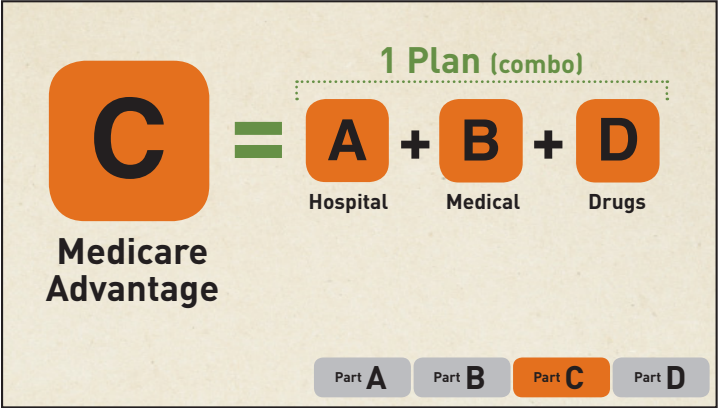 1 Plan (combo)
C = A + B + D
Hospital Medical Drugs
Medicare
Advantage
Part A Part B Part C Part D